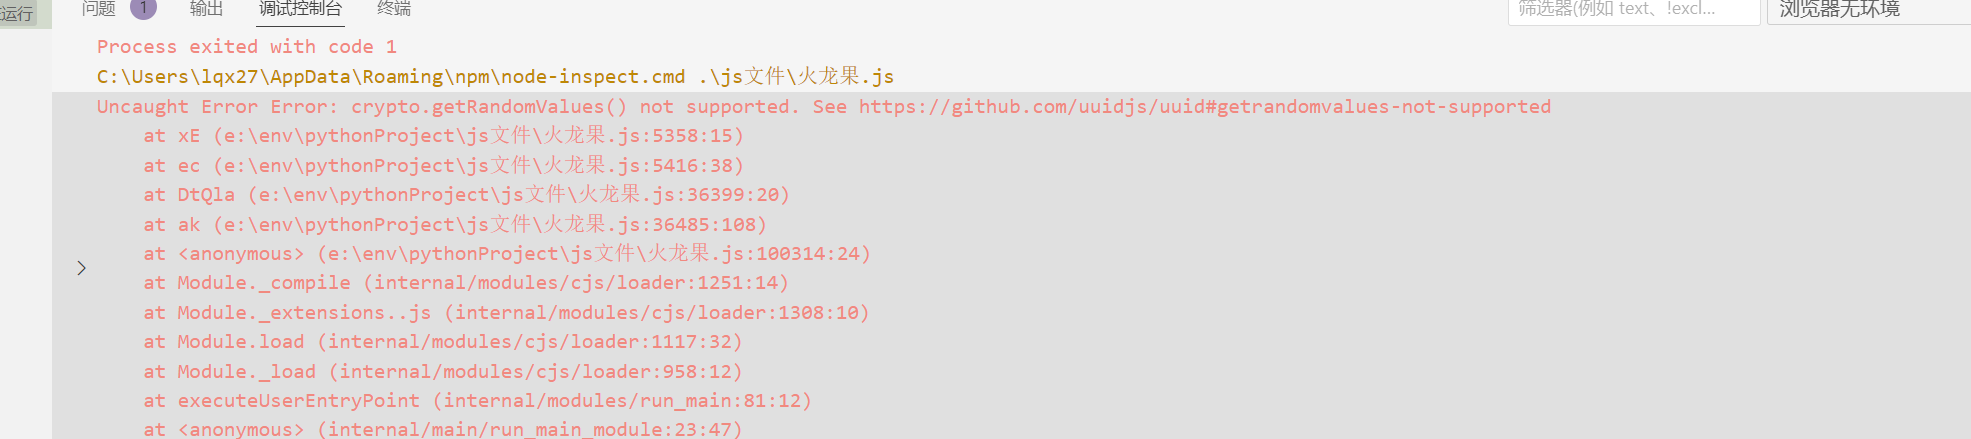 运行
问题 1 输出 调试控制台 终端 筛选器(例如 text、!excl... 浏览器无环境
Process exited with code 1
C:\Users\lqx27\AppData\Roaming\npm\node-inspect.cmd .\js文件\火龙果.js
Uncaught Error Error: crypto.getRandomValues() not supported. See https://github.com/uuidjs/uuid#getrandomvalues-not-supported
at xE (e:\env\pythonProject\js文件\火龙果.js:5358:15)
at ec (e:\env\pythonProject\js文件\火龙果.js:5416:38)
at DtQla (e:\env\pythonProject\js文件\火龙果.js:36399:20)
at ak (e:\env\pythonProject\js文件\火龙果.js:36485:108)
at <anonymous> (e:\env\pythonProject\js文件\火龙果.js:100314:24)
at Module._compile (internal/modules/cjs/loader:1251:14)
at Module._extensions..js (internal/modules/cjs/loader:1308:10)
at Module.load (internal/modules/cjs/loader:1117:32)
at Module._load (internal/modules/cjs/loader:958:12)
at executeUserEntryPoint (internal/modules/run_main:81:12)
at <anonymous> (internal/main/run_main_module:23:47)